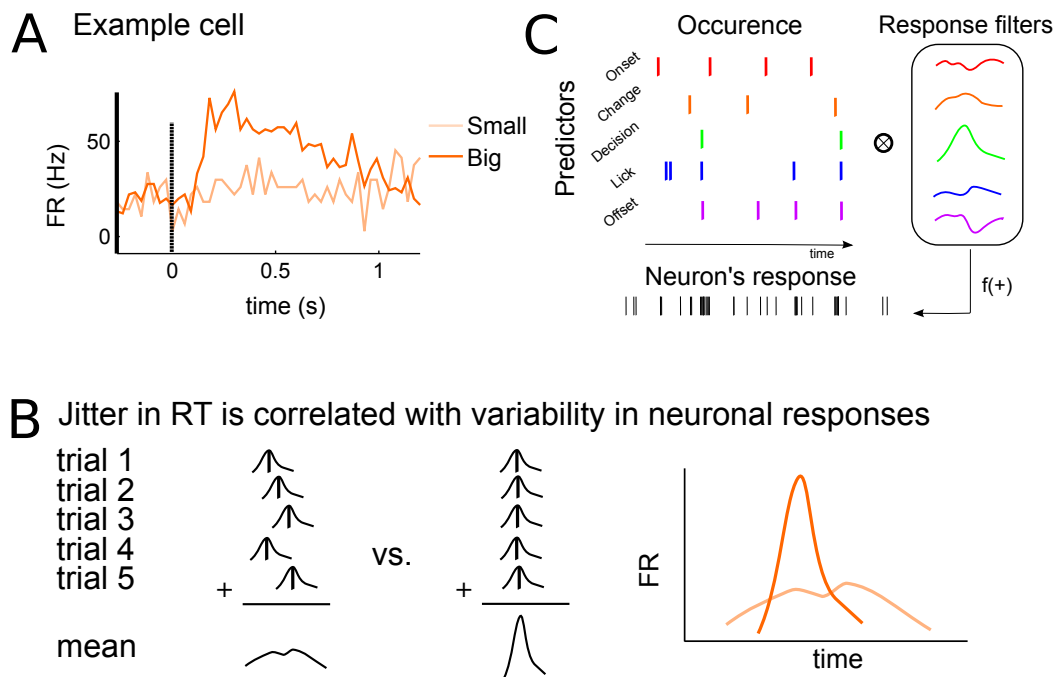 A Example cell
FR (Hz)
50
0
0 0.5 1
time (s)
Small
Big
C
Occurence
Response filters
Predictors
Onset
Change
Decision
Lick
Offset
time
Neuron's response
f(+)
B Jitter in RT is correlated with variability in neuronal responses
trial 1
trial 2
trial 3
trial 4
trial 5
+
mean
vs.
+
FR
time